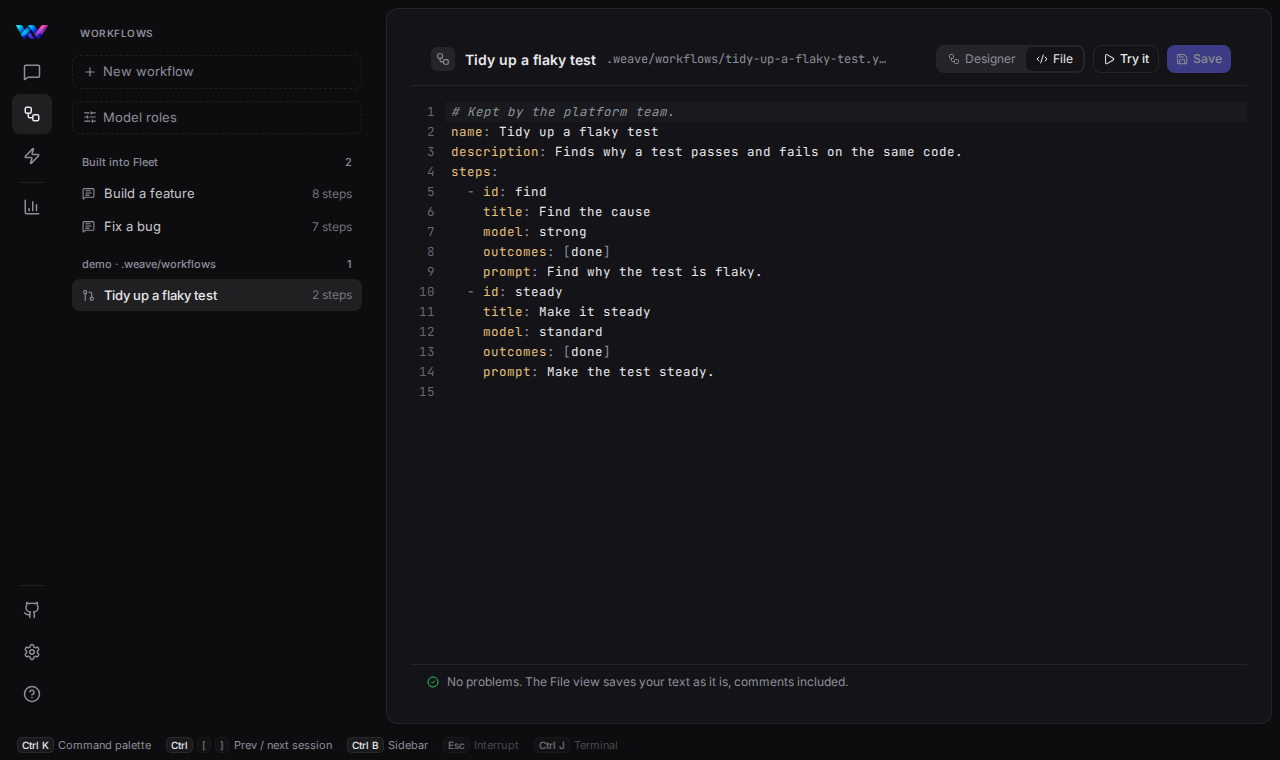 WORKFLOWS
New workflow
Model roles
Built into Fleet 2
Build a feature 8 steps
Fix a bug 7 steps
demo · .weave/workflows 1
Tidy up a flaky test 2 steps
Tidy up a flaky test .weave/workflows/tidy-up-a-flaky-test.y… Designer File Try it Save
1 # Kept by the platform team.
2 name: Tidy up a flaky test
3 description: Finds why a test passes and fails on the same code.
4 steps:
5 - id: find
6 title: Find the cause
7 model: strong
8 outcomes: [done]
9 prompt: Find why the test is flaky.
10 - id: steady
11 title: Make it steady
12 model: standard
13 outcomes: [done]
14 prompt: Make the test steady.
15
No problems. The File view saves your text as it is, comments included.
Ctrl K Command palette Ctrl [ ] Prev / next session Ctrl B Sidebar Esc Interrupt Ctrl J Terminal